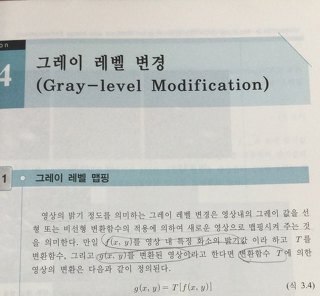 on
4
그레이 레벨 변경
(Gray-level Modification)
1 • 그레이 레벨 맵핑
영상의 밝기 정도를 의미하는 그레이 레벨 변경은 영상내의 그레이 값을 선
형 또는 비선형 변환함수의 적용에 의하여 새로운 영상으로 맵핑시켜 주는 것
을 의미한다. 만일 f(x, y)를 영상 내 특정 화소의 밝기값 이라 하고 T를
변환함수, 그리고 g(x, y)를 변환된 영상이라고 한다면 변환함수 T에 의한
영상의 변환은 다음과 같이 정의된다.
g(x, y) = T[f(x, y)] (식 3.4)